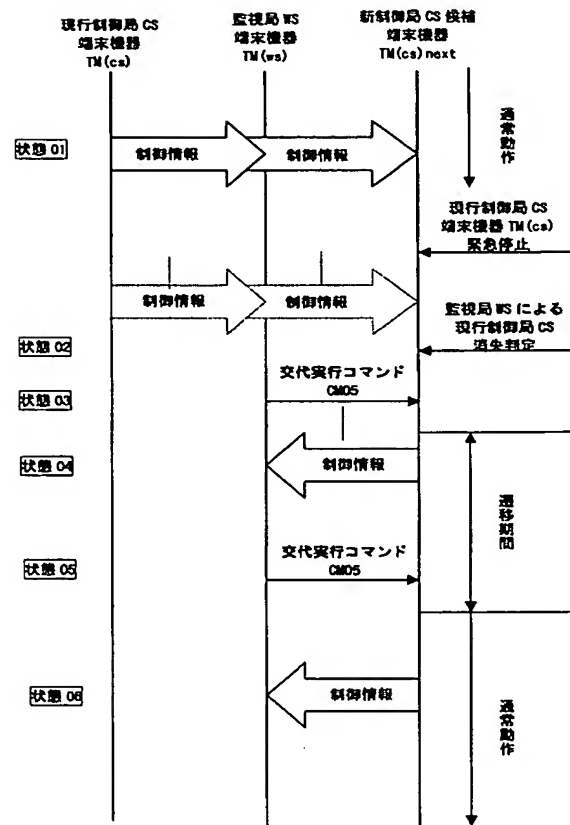 現行制御局 CS
端末機器
TM(cs)
監視局 WS
端末機器
TM(ws)
新制御局 CS 候補
端末機器
TM(cs)next
通常動作
状態 01
制御情報
制御情報
現行制御局 CS
端末機器 TM(cs)
緊急停止
制御情報
制御情報
監視局 WS による
現行制御局 CS
消失判定
状態 02
交代実行コマンド
CM05
状態 03
状態 04
制御情報
遷移期間
交代実行コマンド
CM05
状態 05
状態 06
制御情報
通常動作